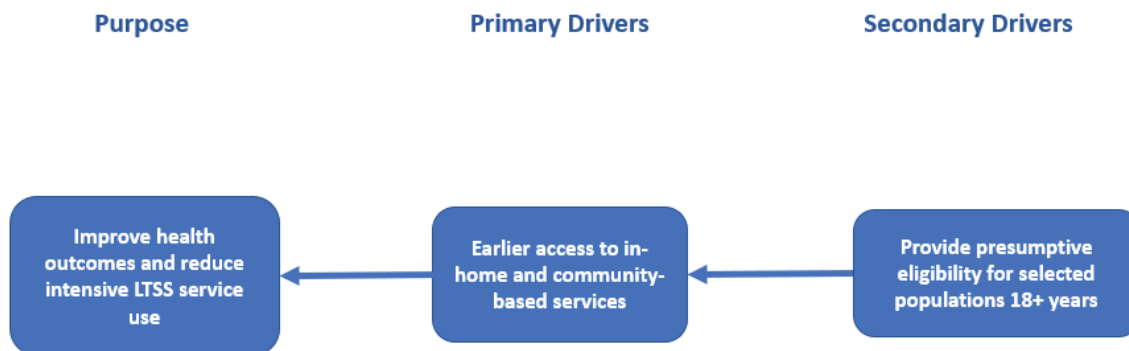 Purpose
Primary Drivers
Secondary Drivers
Improve health
outcomes and reduce
intensive LTSS service
use
Earlier access to in-
home and community-
based services
Provide presumptive
eligibility for selected
populations 18+ years